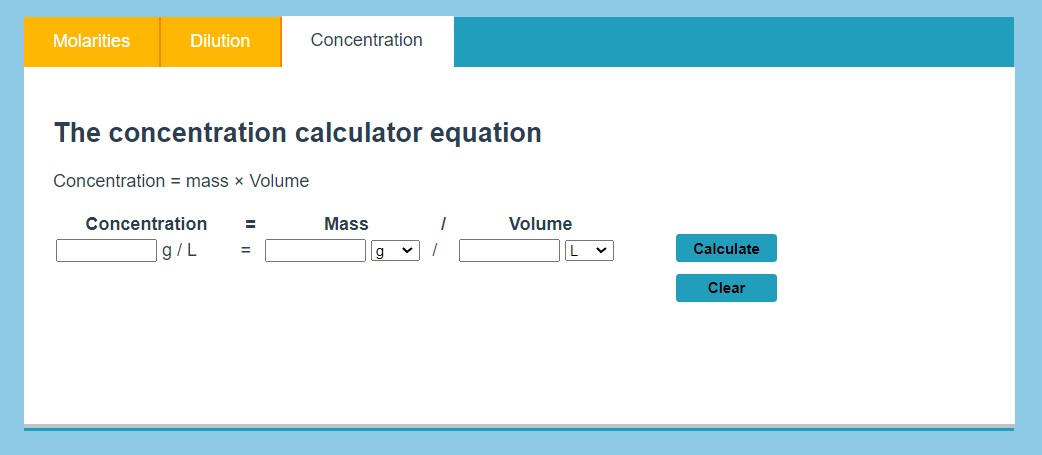 Molarities Dilution Concentration
The concentration calculator equation
Concentration = mass × Volume
Concentration = Mass / Volume
g / L = g / L
Calculate
Clear